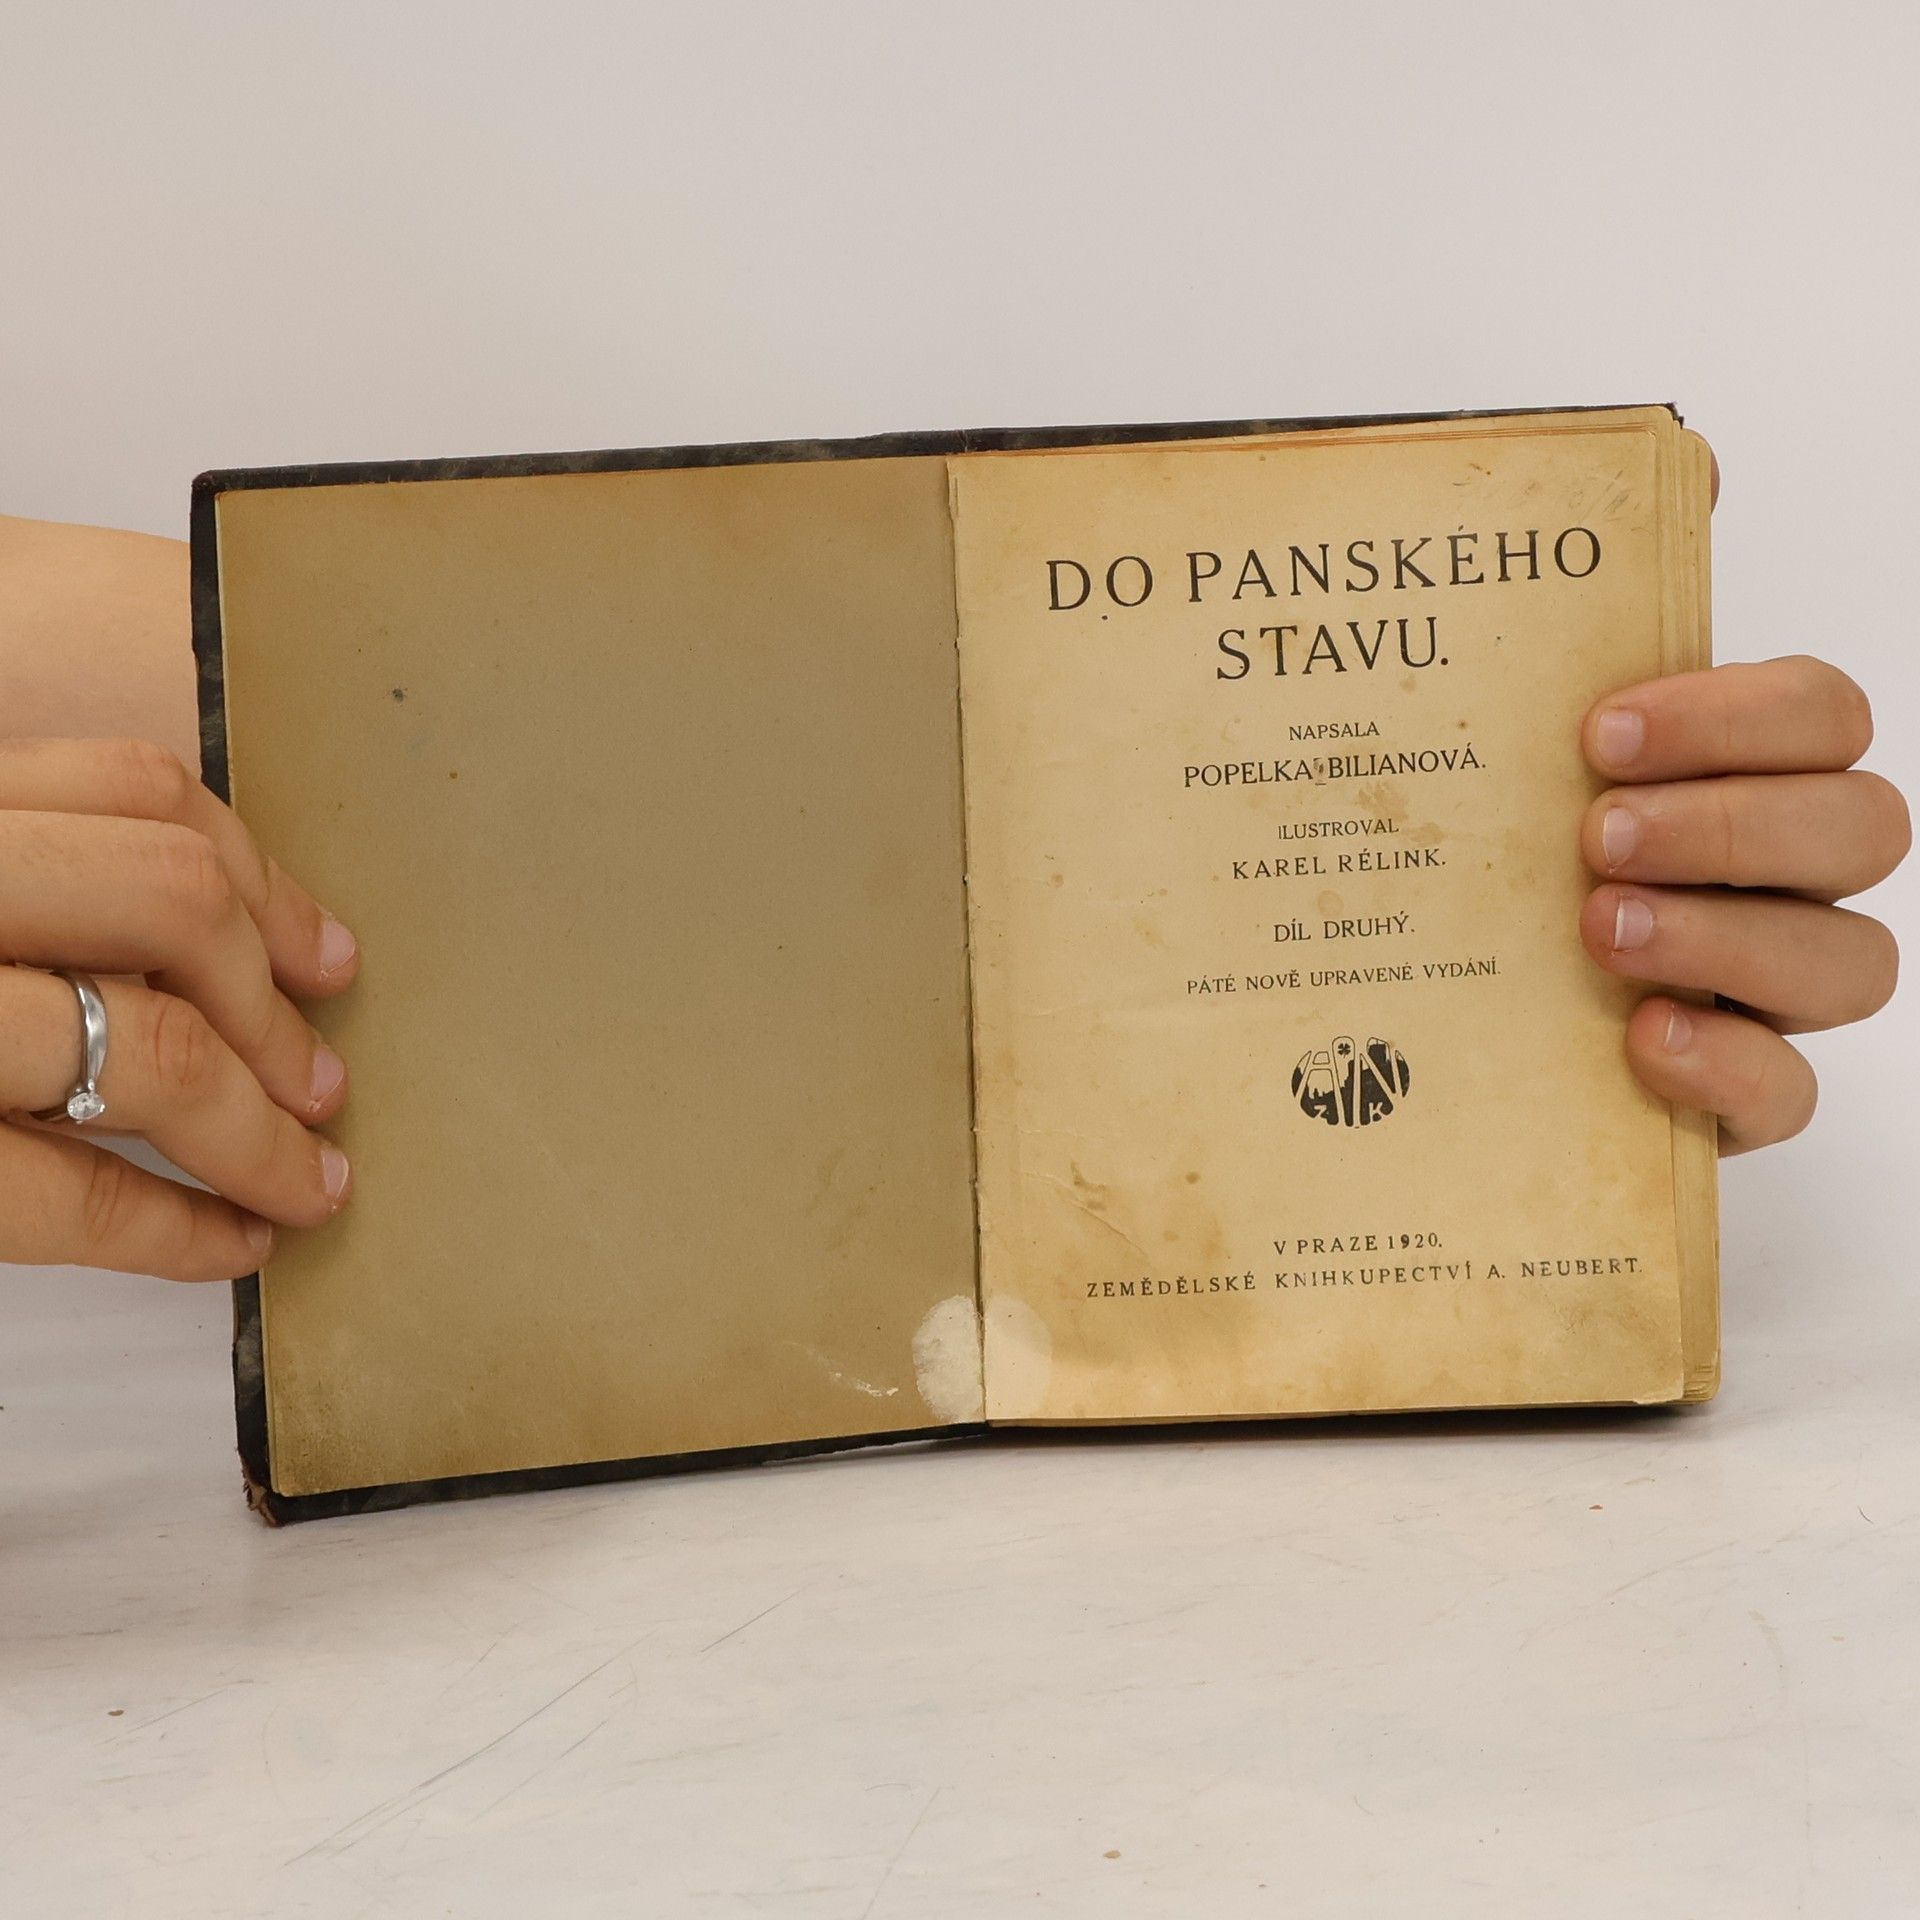 DO PANSKÉHO
STAVU.
NAPSALA
POPELKA BILIANOVÁ.
ILUSTROVAL
KAREL RÉLINK.
DÍL DRUHÝ.
PÁTÉ NOVĚ UPRAVENÉ VYDÁNÍ.
AN
Z K
V PRAZE 1920.
ZEMĚDĚLSKÉ KNIHKUPECTVÍ A. NEUBERT.